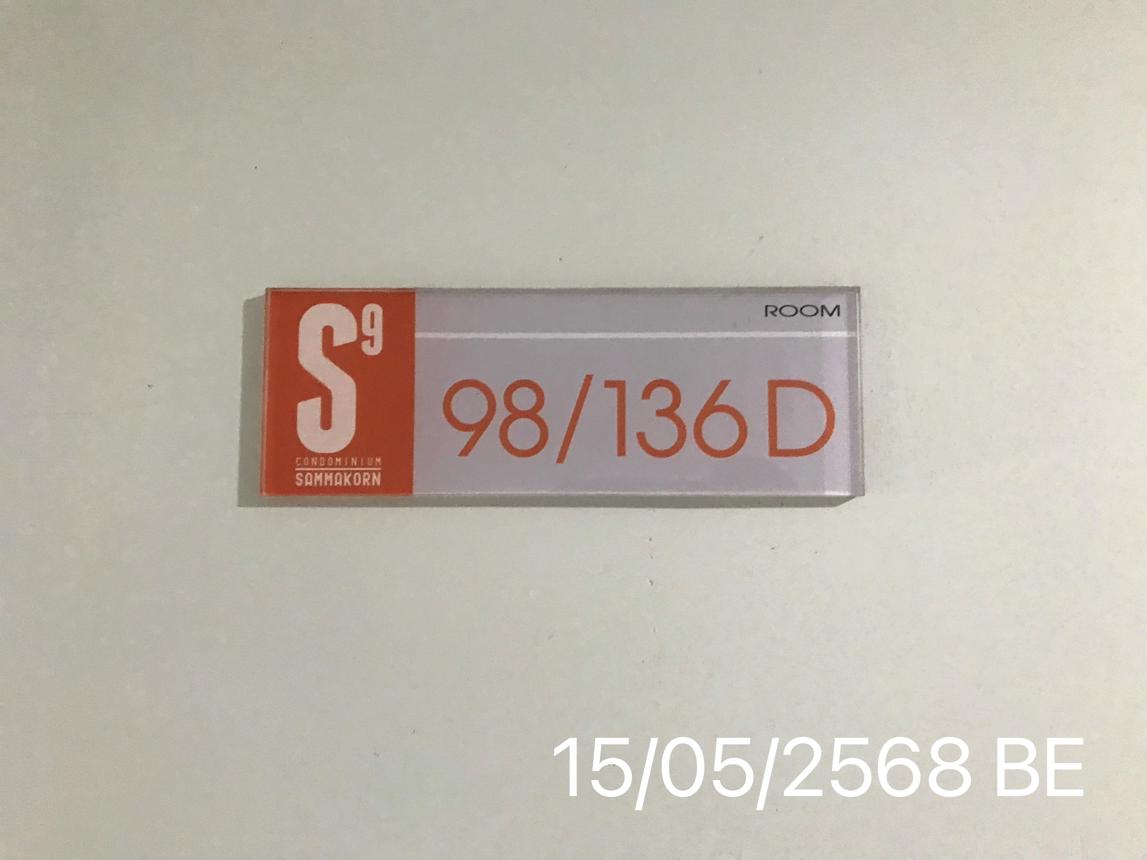 S9
CONDOMINIUM
SAMMAKORN
ROOM
98/136 D
15/05/2568 BE